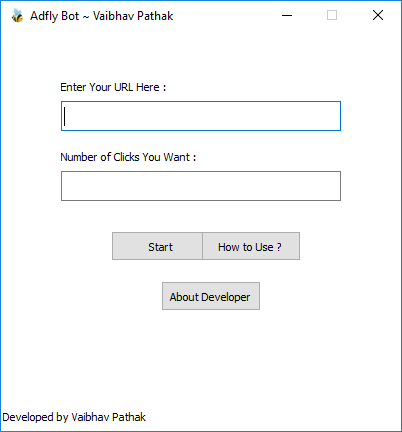 Adfly Bot ~ Vaibhav Pathak
Enter Your URL Here :
Number of Clicks You Want :
Start
How to Use ?
About Developer
Developed by Vaibhav Pathak